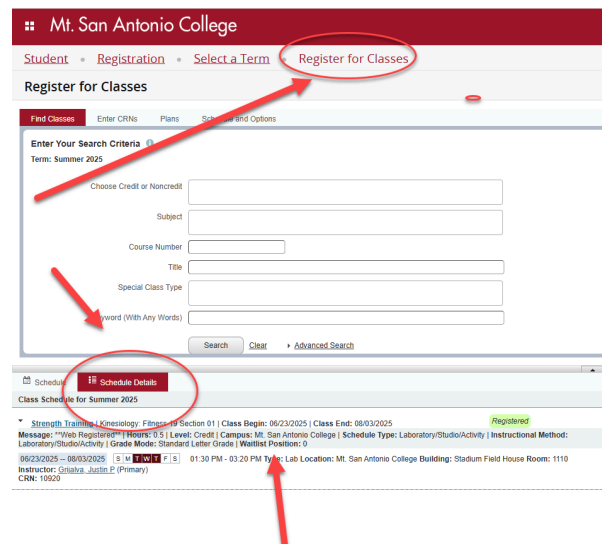 Mt. San Antonio College
Student • Registration • Select a Term • Register for Classes
Register for Classes
Find Classes Enter CRNs Plans Schedule and Options
Enter Your Search Criteria
Term: Summer 2025
Choose Credit or Noncredit
Subject
Course Number
Title
Special Class Type
Keyword (With Any Words)
Search Clear Advanced Search
Schedule Schedule Details
Class Schedule for Summer 2025
Strength Training | Kinesiology: Fitness 19 Section 01 | Class Begin: 06/23/2025 | Class End: 08/03/2025 Registered
Message: **Web Registered** | Hours: 0.5 | Level: Credit | Campus: Mt. San Antonio College | Schedule Type: Laboratory/Studio/Activity | Instructional Method:
Laboratory/Studio/Activity | Grade Mode: Standard Letter Grade | Waitlist Position: 0
06/23/2025 -- 08/03/2025 S M T W T F S 01:30 PM - 03:20 PM Type: Lab Location: Mt. San Antonio College Building: Stadium Field House Room: 1110
Instructor: Grijalva, Justin P (Primary)
CRN: 10920